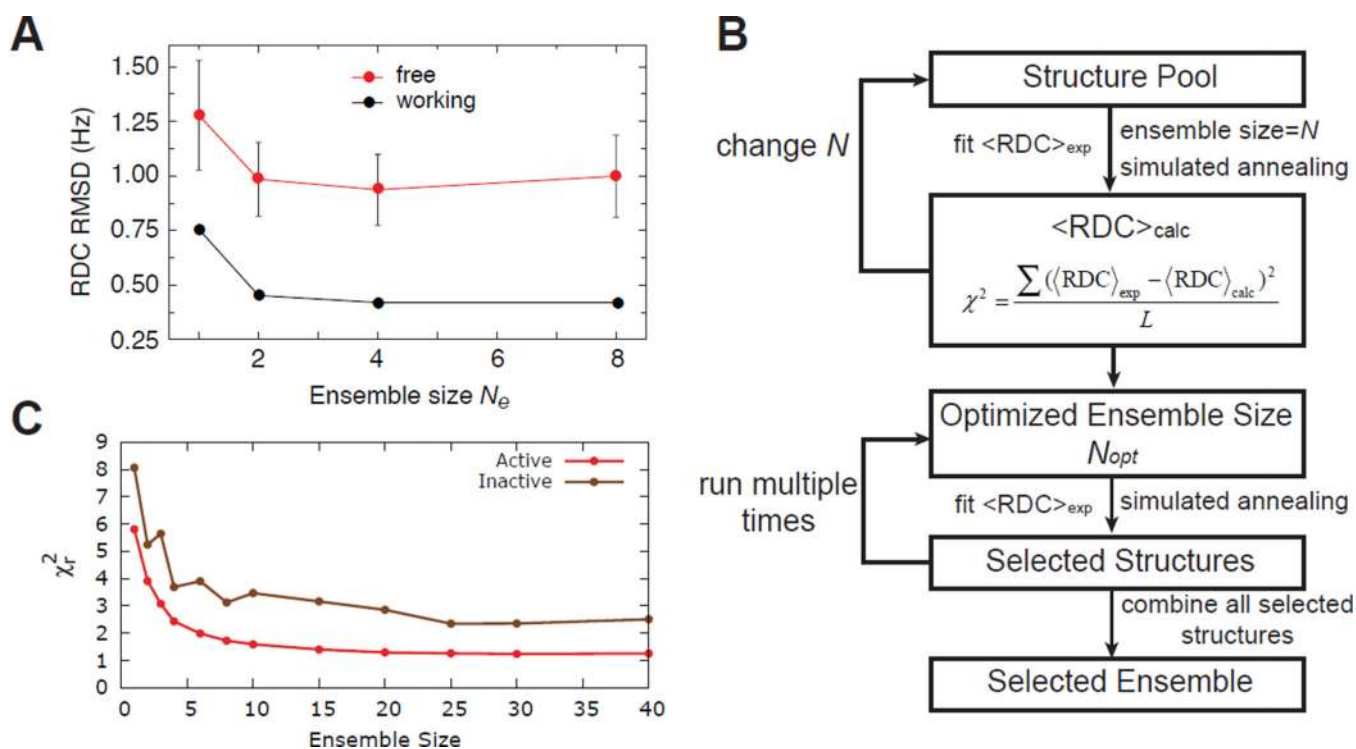 A
RDC RMSD (Hz)
1.50
1.25
1.00
0.75
0.50
0.25
free
working
2
4
6
8
Ensemble size Ne
B
Structure Pool
change N
fit <RDC>exp
ensemble size=N
simulated annealing
<RDC>calc
χ² = ∑(⟨RDC⟩exp − ⟨RDC⟩calc)² / L
Optimized Ensemble Size
Nopt
run multiple
times
fit <RDC>exp
simulated annealing
Selected Structures
combine all selected
structures
Selected Ensemble
C
χr²
9
8
7
6
5
4
3
2
1
0
Active
Inactive
0
5
10
15
20
25
30
35
40
Ensemble Size